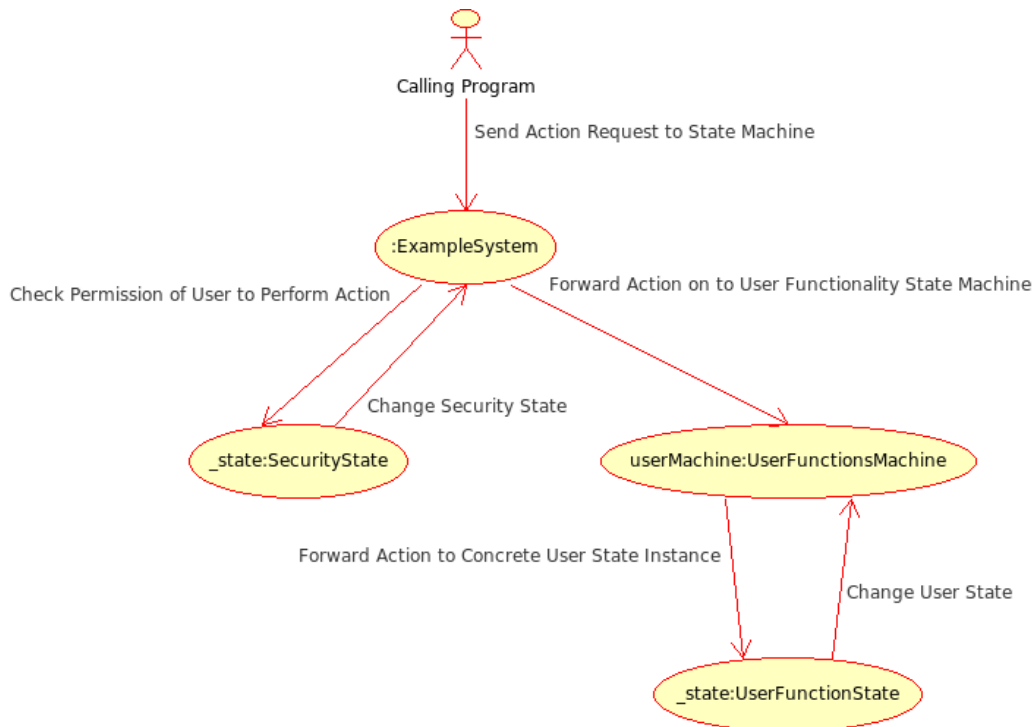 Calling Program
Send Action Request to State Machine
:ExampleSystem
Check Permission of User to Perform Action
Forward Action on to User Functionality State Machine
Change Security State
_state:SecurityState
userMachine:UserFunctionsMachine
Forward Action to Concrete User State Instance
Change User State
_state:UserFunctionState